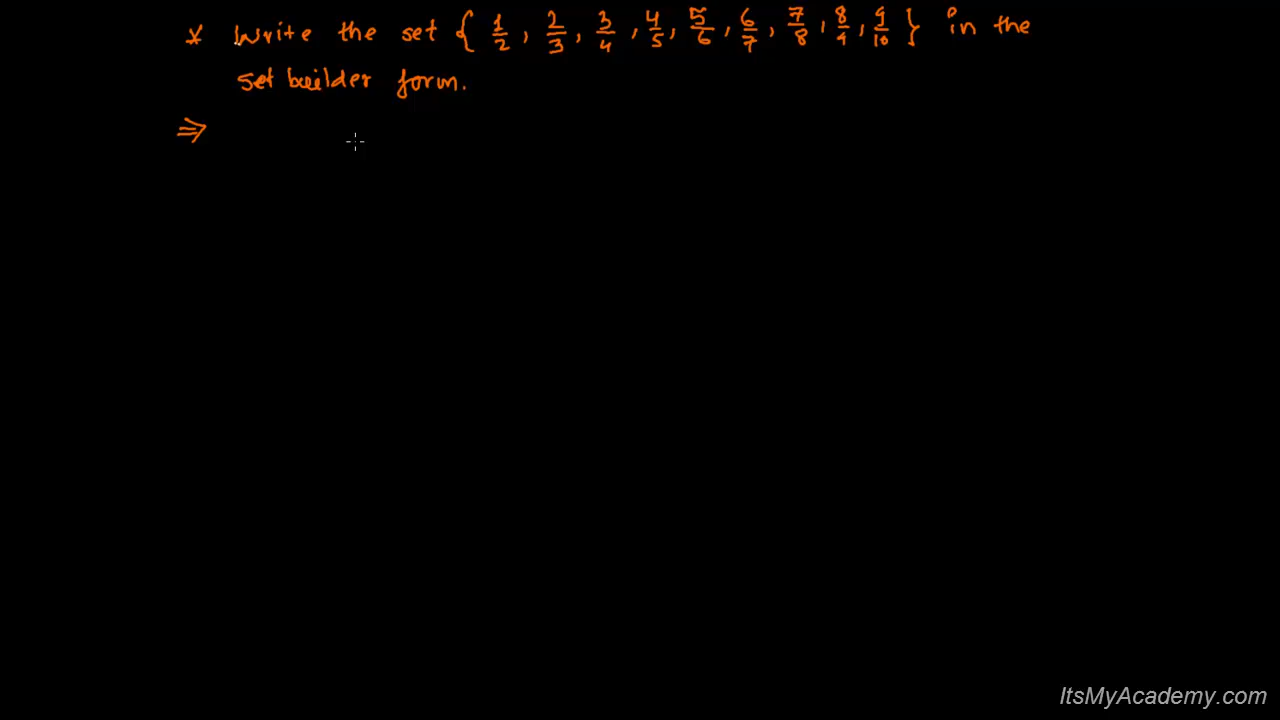 * Write the set { 1/2, 2/3, 3/4, 4/5, 5/6, 6/7, 7/8, 8/9, 9/10 } in the
set builder form.
⇒
ItsMyAcademy.com